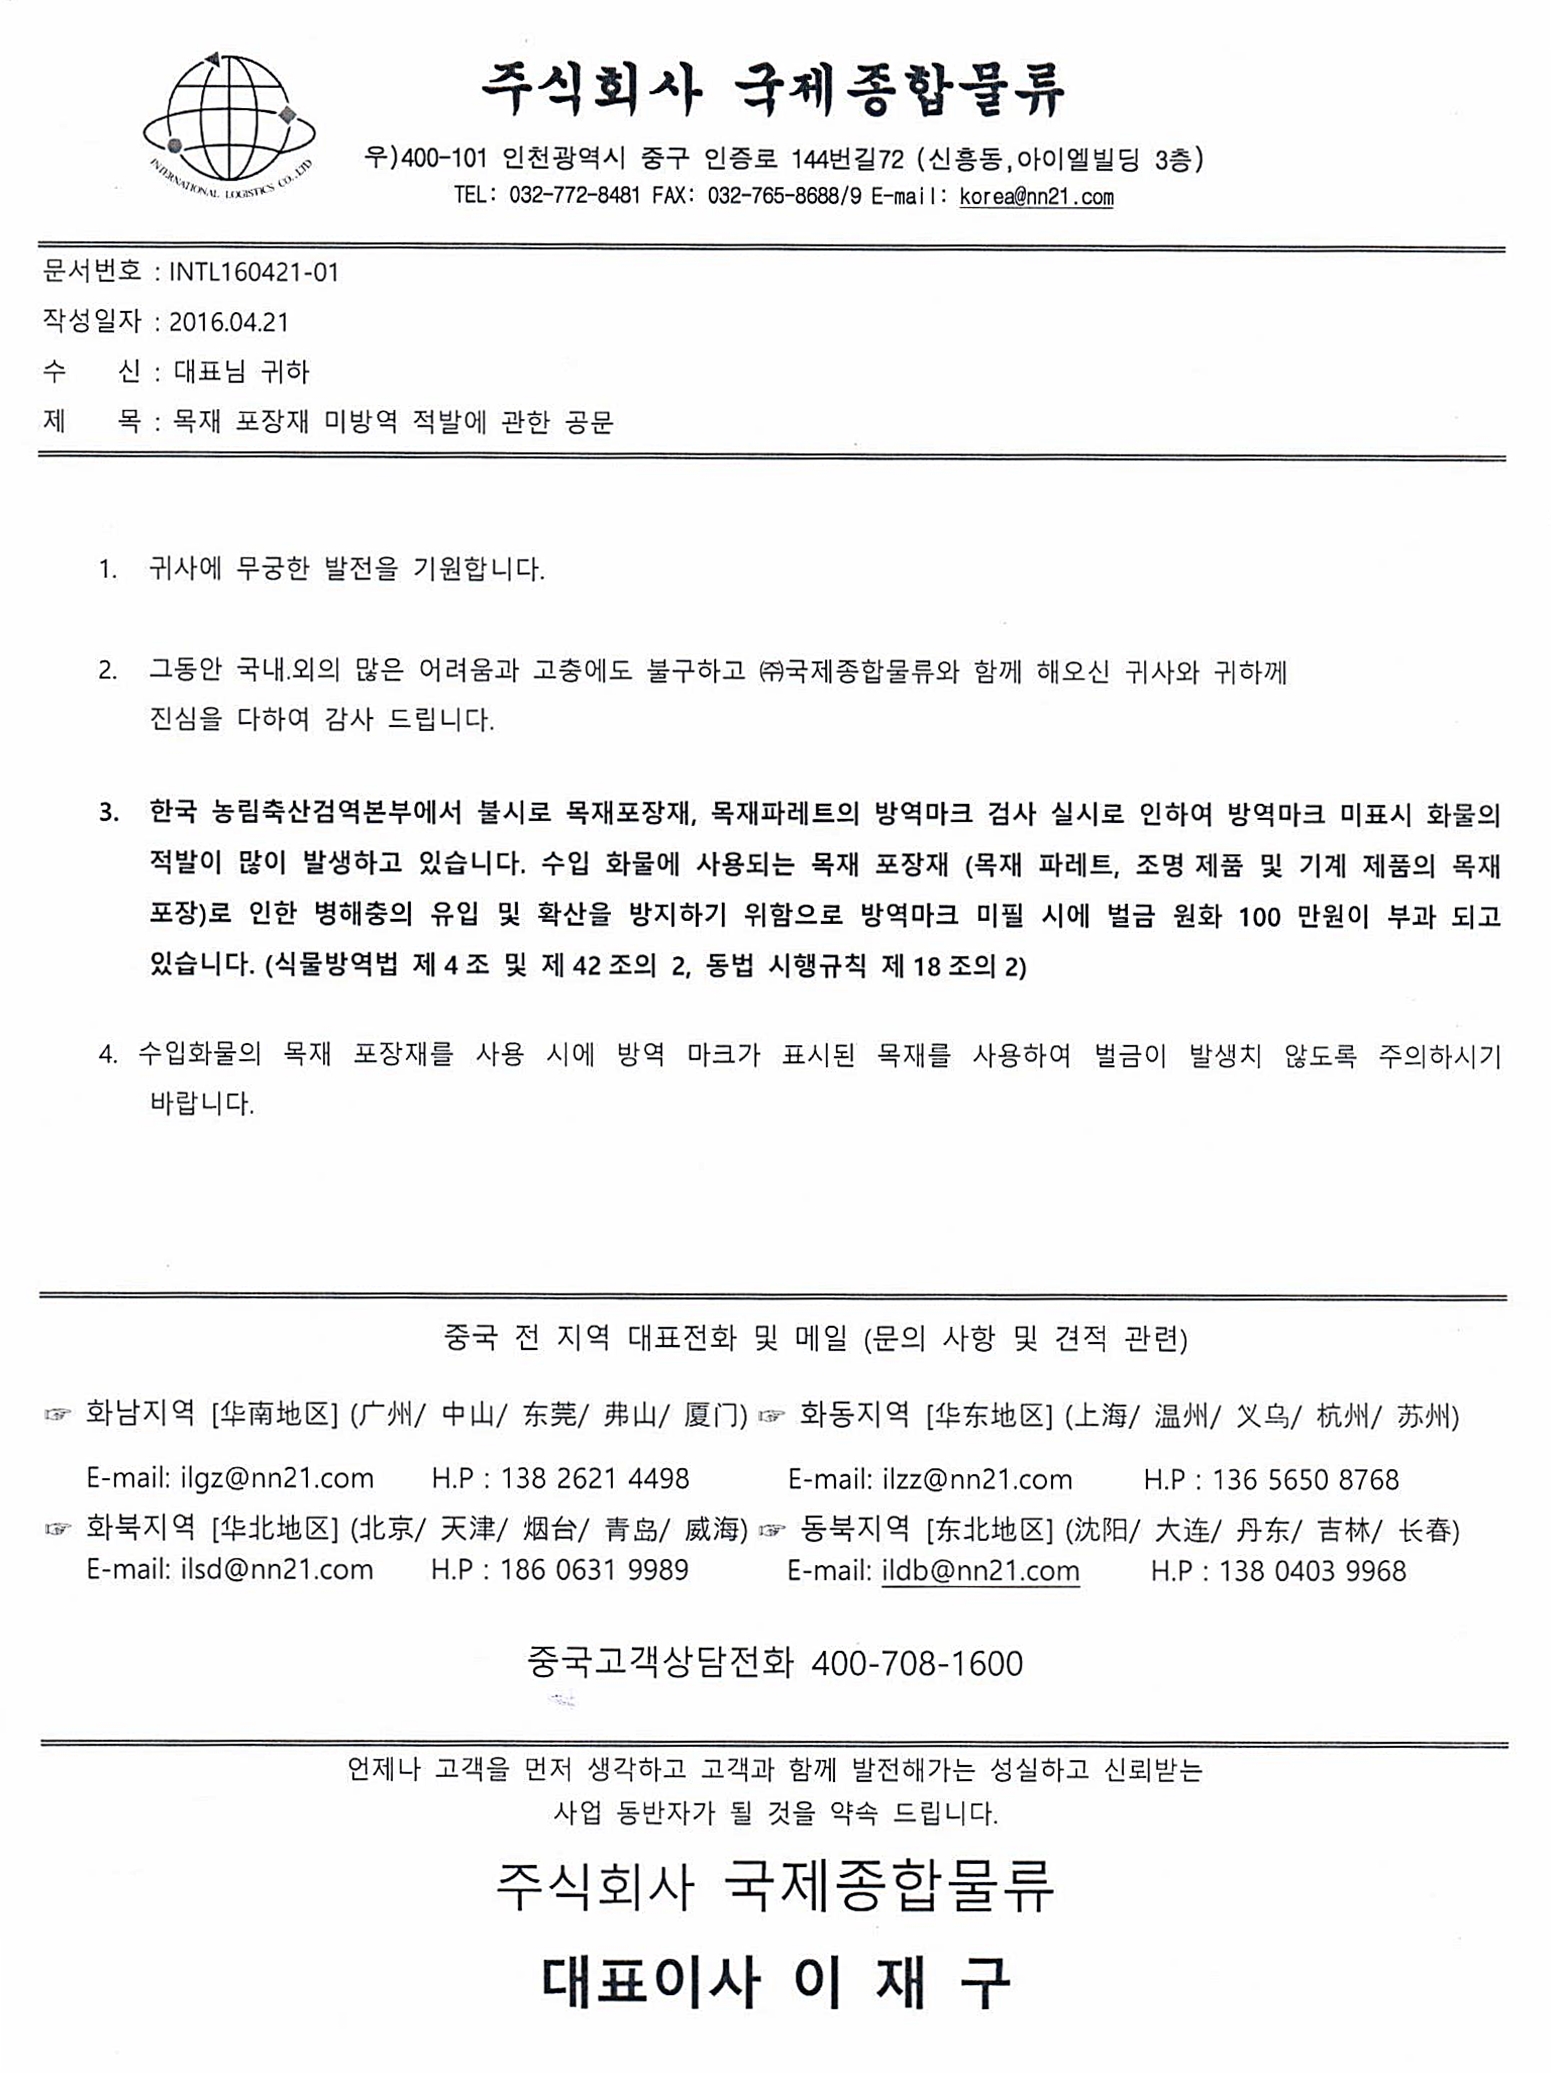 주식회사 국제종합물류
INTERNATIONAL LOGISTICS CO.,LTD
우)400-101 인천광역시 중구 인증로 144번길72 (신흥동,아이엘빌딩 3층)
TEL: 032-772-8481 FAX: 032-765-8688/9 E-mail: korea@nn21.com
문서번호 : INTL160421-01
작성일자 : 2016.04.21
수 신 : 대표님 귀하
제 목 : 목재 포장재 미방역 적발에 관한 공문
1. 귀사에 무궁한 발전을 기원합니다.
2. 그동안 국내.외의 많은 어려움과 고충에도 불구하고 ㈜국제종합물류와 함께 해오신 귀사와 귀하께
진심을 다하여 감사 드립니다.
3. 한국 농림축산검역본부에서 불시로 목재포장재, 목재파레트의 방역마크 검사 실시로 인하여 방역마크 미표시 화물의
적발이 많이 발생하고 있습니다. 수입 화물에 사용되는 목재 포장재 (목재 파레트, 조명 제품 및 기계 제품의 목재
포장)로 인한 병해충의 유입 및 확산을 방지하기 위함으로 방역마크 미필 시에 벌금 원화 100 만원이 부과 되고
있습니다. (식물방역법 제 4 조 및 제 42 조의 2, 동법 시행규칙 제 18 조의 2)
4. 수입화물의 목재 포장재를 사용 시에 방역 마크가 표시된 목재를 사용하여 벌금이 발생치 않도록 주의하시기
바랍니다.
중국 전 지역 대표전화 및 메일 (문의 사항 및 견적 관련)
☞ 화남지역 [华南地区] (广州/ 中山/ 东莞/ 弗山/ 厦门) ☞ 화동지역 [华东地区] (上海/ 温州/ 义乌/ 杭州/ 苏州)
E-mail: ilgz@nn21.com H.P : 138 2621 4498 E-mail: ilzz@nn21.com H.P : 136 5650 8768
☞ 화북지역 [华北地区] (北京/ 天津/ 烟台/ 青岛/ 威海) ☞ 동북지역 [东北地区] (沈阳/ 大连/ 丹东/ 吉林/ 长春)
E-mail: ilsd@nn21.com H.P : 186 0631 9989 E-mail: ildb@nn21.com H.P : 138 0403 9968
중국고객상담전화 400-708-1600
언제나 고객을 먼저 생각하고 고객과 함께 발전해가는 성실하고 신뢰받는
사업 동반자가 될 것을 약속 드립니다.
주식회사 국제종합물류
대표이사 이 재 구